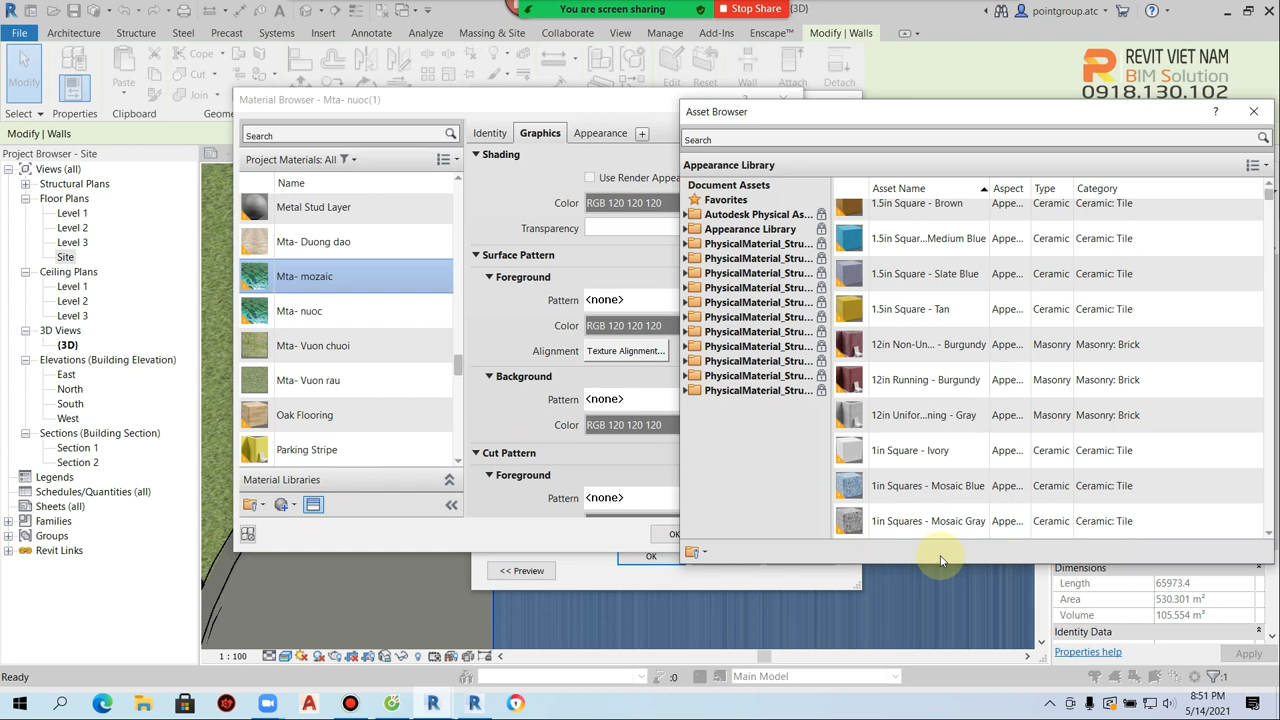 You are screen sharing
Stop Share
(3D)
pointgroup.atc
File
Architecture
Structure
Steel
Precast
Systems
Insert
Annotate
Analyze
Massing & Site
Collaborate
View
Manage
Add-Ins
Enscape™
Modify | Walls
Modify
Paste
Cope
Cut
Join
Edit
Reset
Wall
Attach
Detach
REVIT VIET NAM
BIM Solution
0918.130.102
Select
Properties
Clipboard
Geome
Modify | Walls
Project Browser - Site
Views (all)
Structural Plans
Floor Plans
Level 1
Level 2
Level 3
Site
Ceiling Plans
Level 1
Level 2
Level 3
3D Views
(3D)
Elevations (Building Elevation)
East
North
South
West
Sections (Building Section)
Section 1
Section 2
Legends
Schedules/Quantities (all)
Sheets (all)
Families
Groups
Revit Links
Material Browser - Mta- nuoc(1)
?
Search
Project Materials: All
Name
Metal Stud Layer
Mta- Duong dao
Mta- mozaic
Mta- nuoc
Mta- Vuon chuoi
Mta- Vuon rau
Oak Flooring
Parking Stripe
Material Libraries
Identity
Graphics
Appearance
Shading
Use Render Appea
Color
RGB 120 120 120
Transparency
Surface Pattern
Foreground
Pattern
<none>
Color
RGB 120 120 120
Alignment
Texture Alignment...
Background
Pattern
<none>
Color
RGB 120 120 120
Cut Pattern
Foreground
Pattern
<none>
OK
OK
<< Preview
Asset Browser
?
Search
Appearance Library
Document Assets
Favorites
Autodesk Physical As...
Appearance Library
PhysicalMaterial_Stru...
PhysicalMaterial_Stru...
PhysicalMaterial_Stru...
PhysicalMaterial_Stru...
PhysicalMaterial_Stru...
PhysicalMaterial_Stru...
PhysicalMaterial_Stru...
PhysicalMaterial_Stru...
PhysicalMaterial_Stru...
PhysicalMaterial_Stru...
PhysicalMaterial_Stru...
Asset Name
Aspect
Type
Category
1.5in Square - Brown
Appe...
Ceramic
Ceramic: Tile
1.5in Squar...Medium Blue
Appe...
Ceramic
Ceramic: Tile
1.5in Square - Slate Blue
Appe...
Ceramic
Ceramic: Tile
1.5in Square - Tan
Appe...
Ceramic
Ceramic: Tile
12in Non-Un... - Burgundy
Appe...
Masonry
Masonry: Brick
12in Running - Burgundy
Appe...
Masonry
Masonry: Brick
12in Unifor...ning - Gray
Appe...
Masonry
Masonry: Brick
1in Square - Ivory
Appe...
Ceramic
Ceramic: Tile
1in Squares - Mosaic Blue
Appe...
Ceramic
Ceramic: Tile
1in Squares - Mosaic Gray
Appe...
Ceramic
Ceramic: Tile
Dimensions
Length
65973.4
Area
530.301 m²
Volume
105.554 m³
Identity Data
Properties help
Apply
1 : 100
Ready
:0
Main Model
:1
8:51 PM
5/14/2021